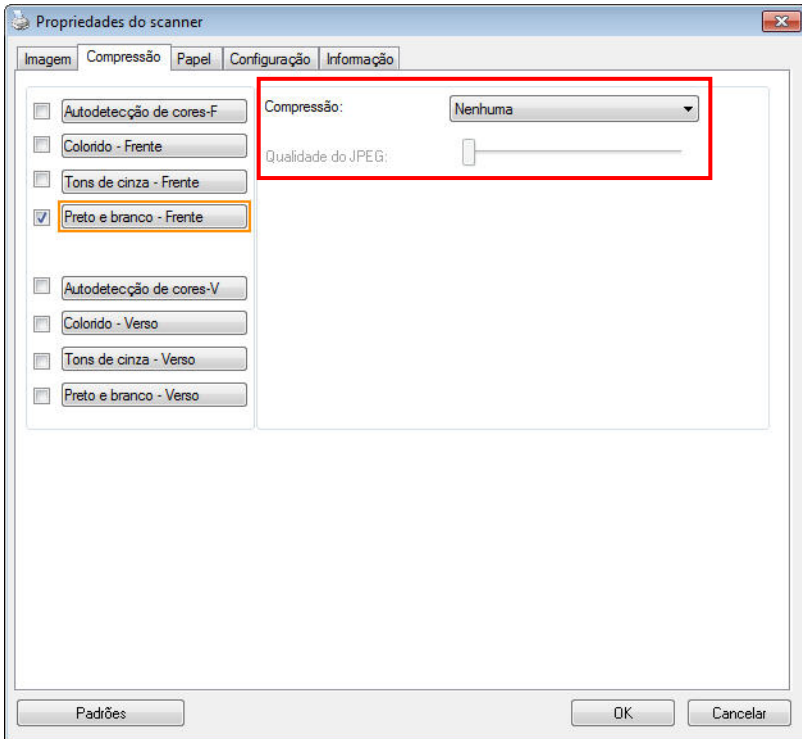 Propriedades do scanner
Imagem Compressão Papel Configuração Informação
Autodetecção de cores-F
Colorido - Frente
Tons de cinza - Frente
Preto e branco - Frente
Autodetecção de cores-V
Colorido - Verso
Tons de cinza - Verso
Preto e branco - Verso
Compressão: Nenhuma
Qualidade do JPEG:
Padrões OK Cancelar